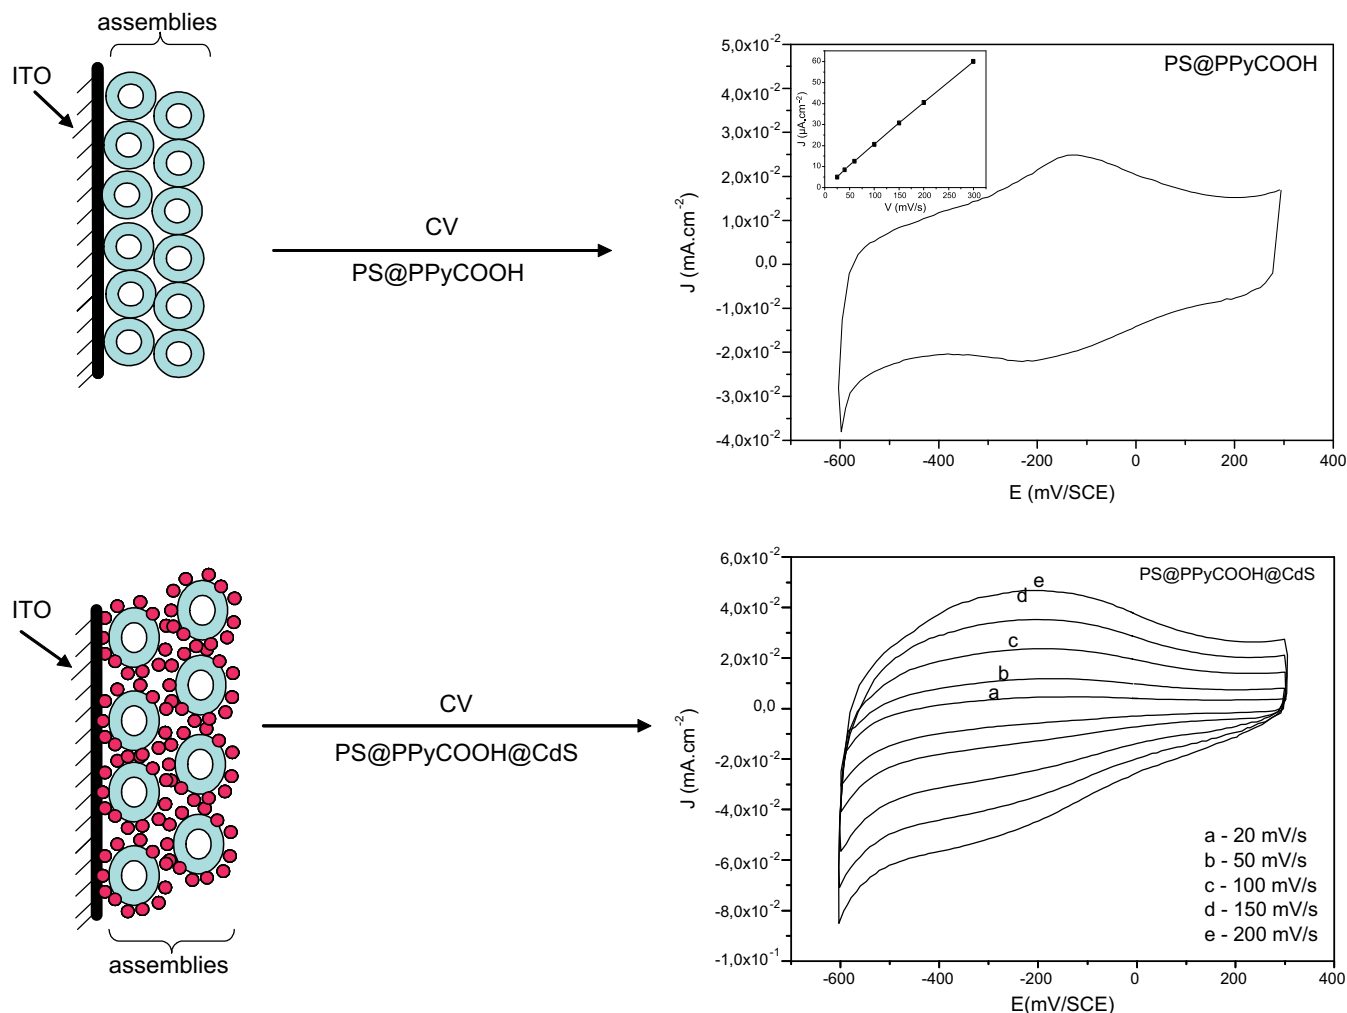 assemblies
ITO
CV
PS@PPyCOOH
5,0x10-2
4,0x10-2
3,0x10-2
2,0x10-2
1,0x10-2
0,0
-1,0x10-2
-2,0x10-2
-3,0x10-2
-4,0x10-2
J (mA.cm-2)
PS@PPyCOOH
60
50
40
30
20
10
0
J (µA.cm-2)
0 50 100 150 200 250 300
V (mV/s)
-600 -400 -200 0 200 400
E (mV/SCE)
ITO
CV
PS@PPyCOOH@CdS
assemblies
6,0x10-2
4,0x10-2
2,0x10-2
0,0
-2,0x10-2
-4,0x10-2
-6,0x10-2
-8,0x10-2
-1,0x10-1
J (mA.cm-2)
PS@PPyCOOH@CdS
e
d
c
b
a
a - 20 mV/s
b - 50 mV/s
c - 100 mV/s
d - 150 mV/s
e - 200 mV/s
-600 -400 -200 0 200 400
E(mV/SCE)